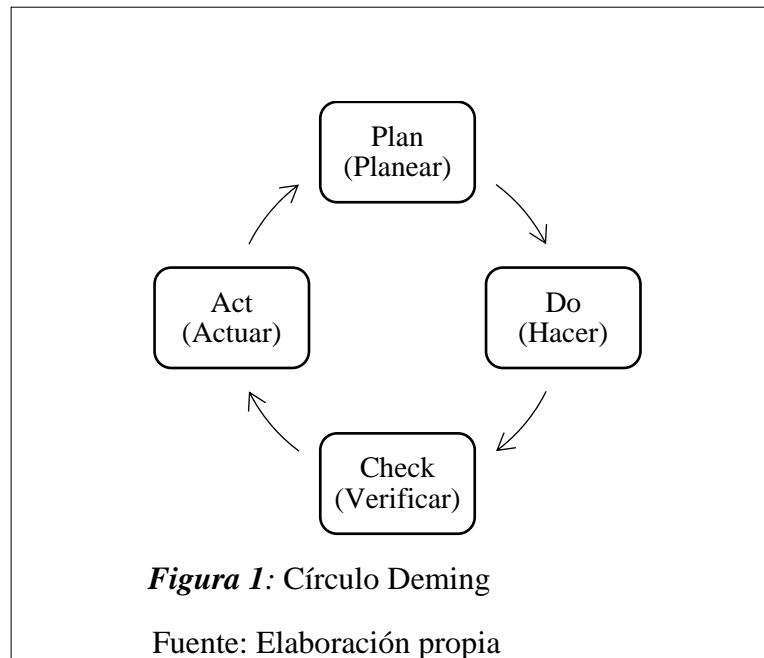 Plan
(Planear)
Do
(Hacer)
Check
(Verificar)
Act
(Actuar)
Figura 1: Círculo Deming
Fuente: Elaboración propia